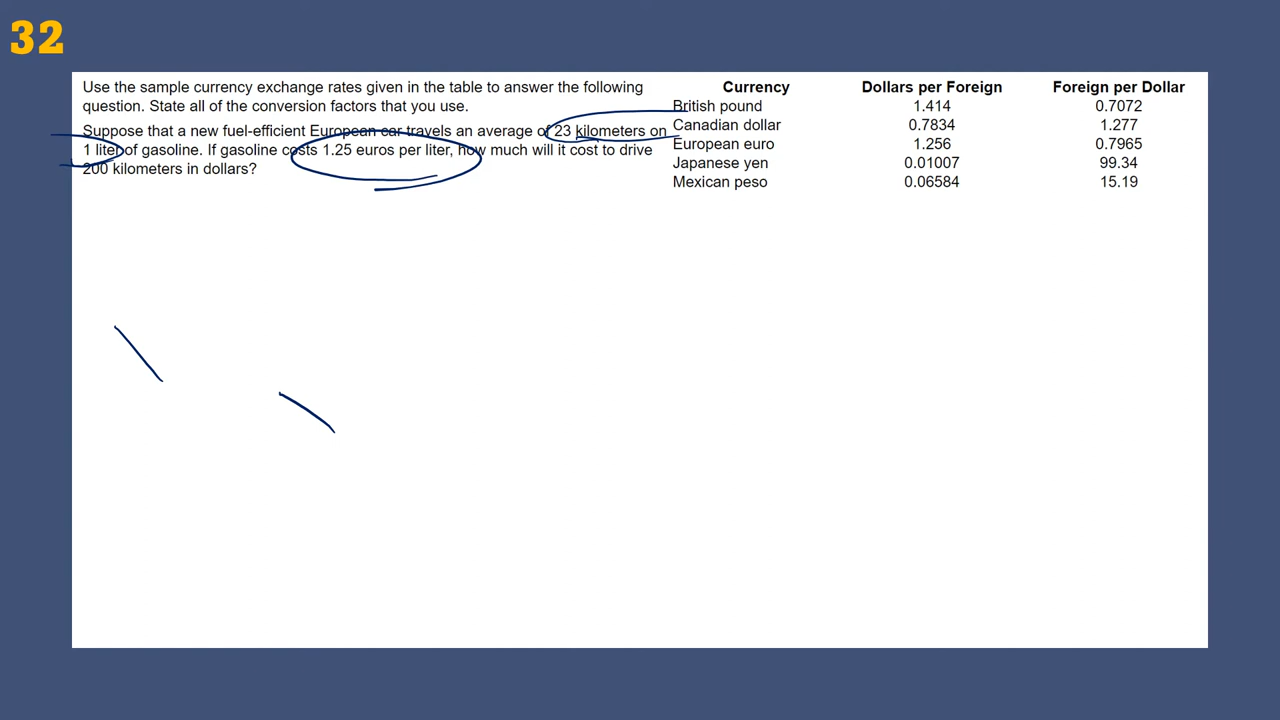 32
Use the sample currency exchange rates given in the table to answer the following
question. State all of the conversion factors that you use.
Suppose that a new fuel-efficient European car travels an average of 23 kilometers on
1 liter of gasoline. If gasoline costs 1.25 euros per liter, how much will it cost to drive
200 kilometers in dollars?
Currency Dollars per Foreign Foreign per Dollar
British pound 1.414 0.7072
Canadian dollar 0.7834 1.277
European euro 1.256 0.7965
Japanese yen 0.01007 99.34
Mexican peso 0.06584 15.19